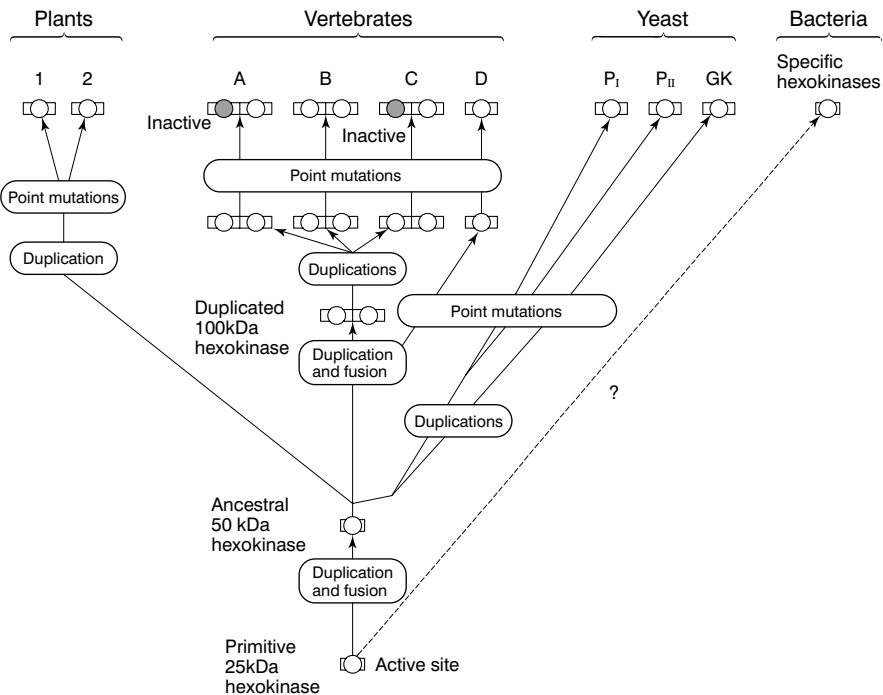 Plants
Vertebrates
Yeast
Bacteria
1
2
A
B
C
D
P_I
P_II
GK
Specific
hexokinases
Inactive
Inactive
Point mutations
Point mutations
Duplication
Duplications
Duplicated
100kDa
hexokinase
Point mutations
Duplication
and fusion
?
Duplications
Ancestral
50 kDa
hexokinase
Duplication
and fusion
Primitive
25kDa
hexokinase
Active site